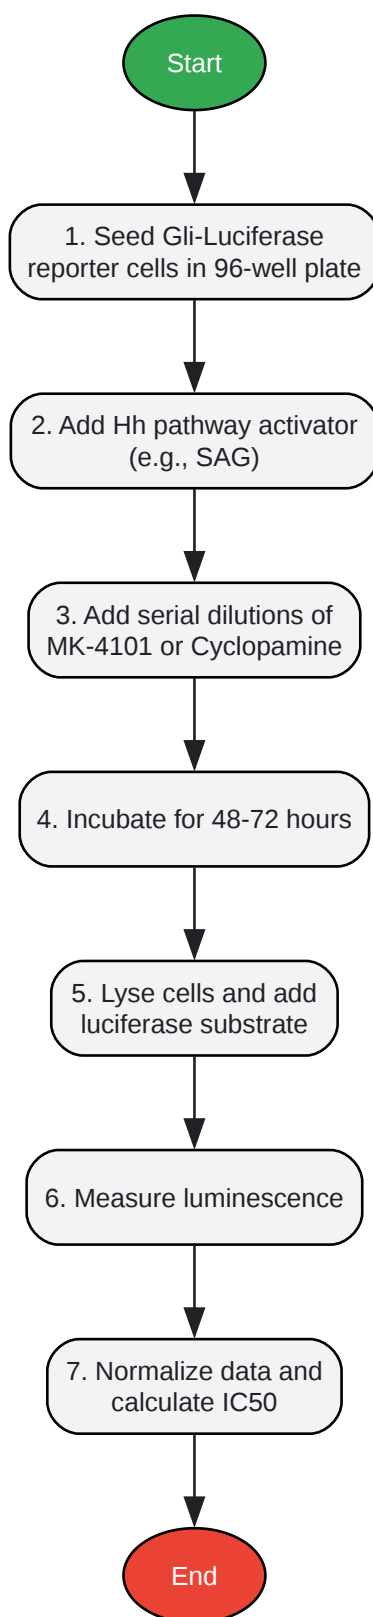 Start
1. Seed Gli-Luciferase
reporter cells in 96-well plate
2. Add Hh pathway activator
(e.g., SAG)
3. Add serial dilutions of
MK-4101 or Cyclopamine
4. Incubate for 48-72 hours
5. Lyse cells and add
luciferase substrate
6. Measure luminescence
7. Normalize data and
calculate IC50
End